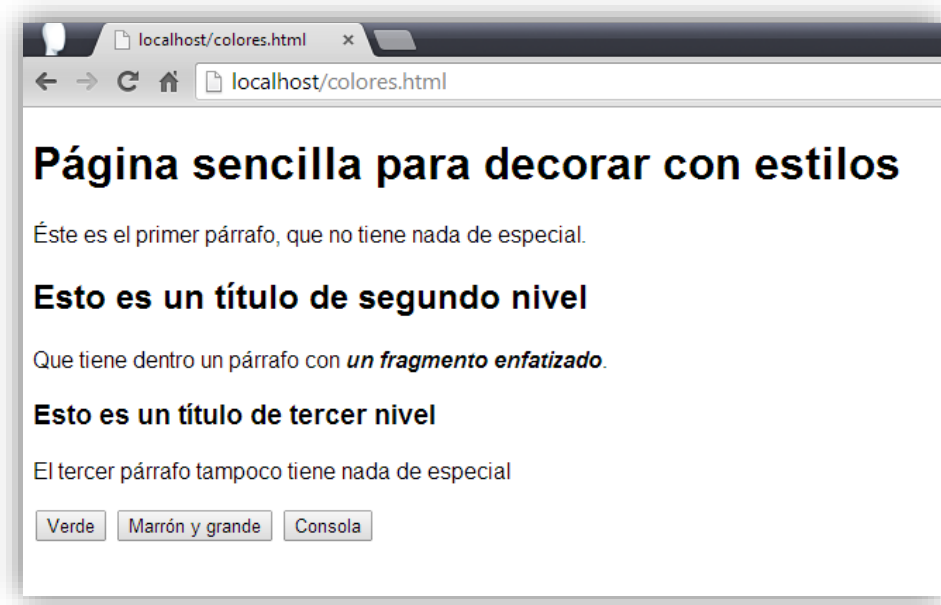 localhost/colores.html ×
localhost/colores.html
Página sencilla para decorar con estilos
Éste es el primer párrafo, que no tiene nada de especial.
Esto es un título de segundo nivel
Que tiene dentro un párrafo con un fragmento enfatizado.
Esto es un título de tercer nivel
El tercer párrafo tampoco tiene nada de especial
Verde Marrón y grande Consola